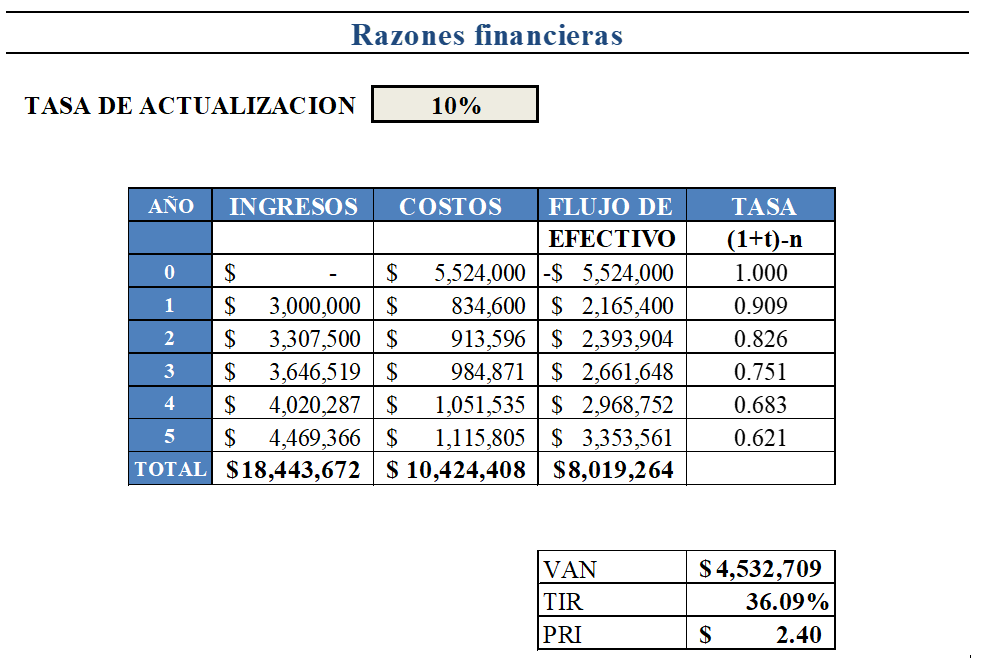 Razones financieras
TASA DE ACTUALIZACION 10%
AÑO INGRESOS COSTOS FLUJO DE TASA
EFECTIVO (1+t)-n
0 $ - $ 5,524,000 -$ 5,524,000 1.000
1 $ 3,000,000 $ 834,600 $ 2,165,400 0.909
2 $ 3,307,500 $ 913,596 $ 2,393,904 0.826
3 $ 3,646,519 $ 984,871 $ 2,661,648 0.751
4 $ 4,020,287 $ 1,051,535 $ 2,968,752 0.683
5 $ 4,469,366 $ 1,115,805 $ 3,353,561 0.621
TOTAL $18,443,672 $ 10,424,408 $8,019,264
VAN $4,532,709
TIR 36.09%
PRI $ 2.40